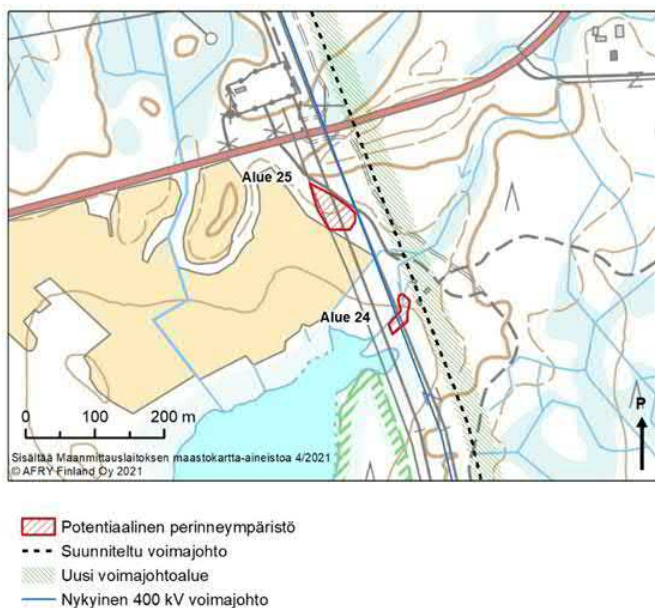 Alue 25
Alue 24
0 100 200 m
P
Sisältää Maanmittauslaitoksen maastokartta-aineistoa 4/2021
© AFRY Finland Oy 2021
Potentiaalinen perinneympäristö
Suunniteltu voimajohto
Uusi voimajohtoalue
Nykyinen 400 kV voimajohto